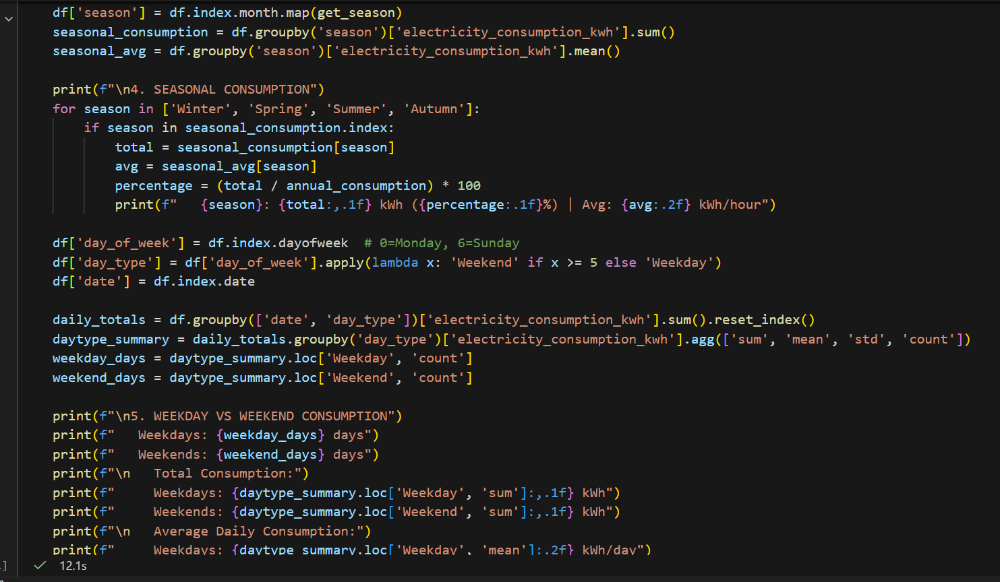 df['season'] = df.index.month.map(get_season)
seasonal_consumption = df.groupby('season')['electricity_consumption_kwh'].sum()
seasonal_avg = df.groupby('season')['electricity_consumption_kwh'].mean()
print(f"\n4. SEASONAL CONSUMPTION")
for season in ['Winter', 'Spring', 'Summer', 'Autumn']:
    if season in seasonal_consumption.index:
        total = seasonal_consumption[season]
        avg = seasonal_avg[season]
        percentage = (total / annual_consumption) * 100
        print(f"   {season}: {total:,.1f} kWh ({percentage:.1f}%) | Avg: {avg:.2f} kWh/hour")
df['day_of_week'] = df.index.dayofweek  # 0=Monday, 6=Sunday
df['day_type'] = df['day_of_week'].apply(lambda x: 'Weekend' if x >= 5 else 'Weekday')
df['date'] = df.index.date
daily_totals = df.groupby(['date', 'day_type'])['electricity_consumption_kwh'].sum().reset_index()
daytype_summary = daily_totals.groupby('day_type')['electricity_consumption_kwh'].agg(['sum', 'mean', 'std', 'count'])
weekday_days = daytype_summary.loc['Weekday', 'count']
weekend_days = daytype_summary.loc['Weekend', 'count']
print(f"\n5. WEEKDAY VS WEEKEND CONSUMPTION")
print(f"   Weekdays: {weekday_days} days")
print(f"   Weekends: {weekend_days} days")
print(f"\n   Total Consumption:")
print(f"     Weekdays: {daytype_summary.loc['Weekday', 'sum']:,.1f} kWh")
print(f"     Weekends: {daytype_summary.loc['Weekend', 'sum']:,.1f} kWh")
print(f"\n   Average Daily Consumption:")
print(f"     Weekdays: {daytype_summary.loc['Weekday', 'mean']:.2f} kWh/day")
]
12.1s